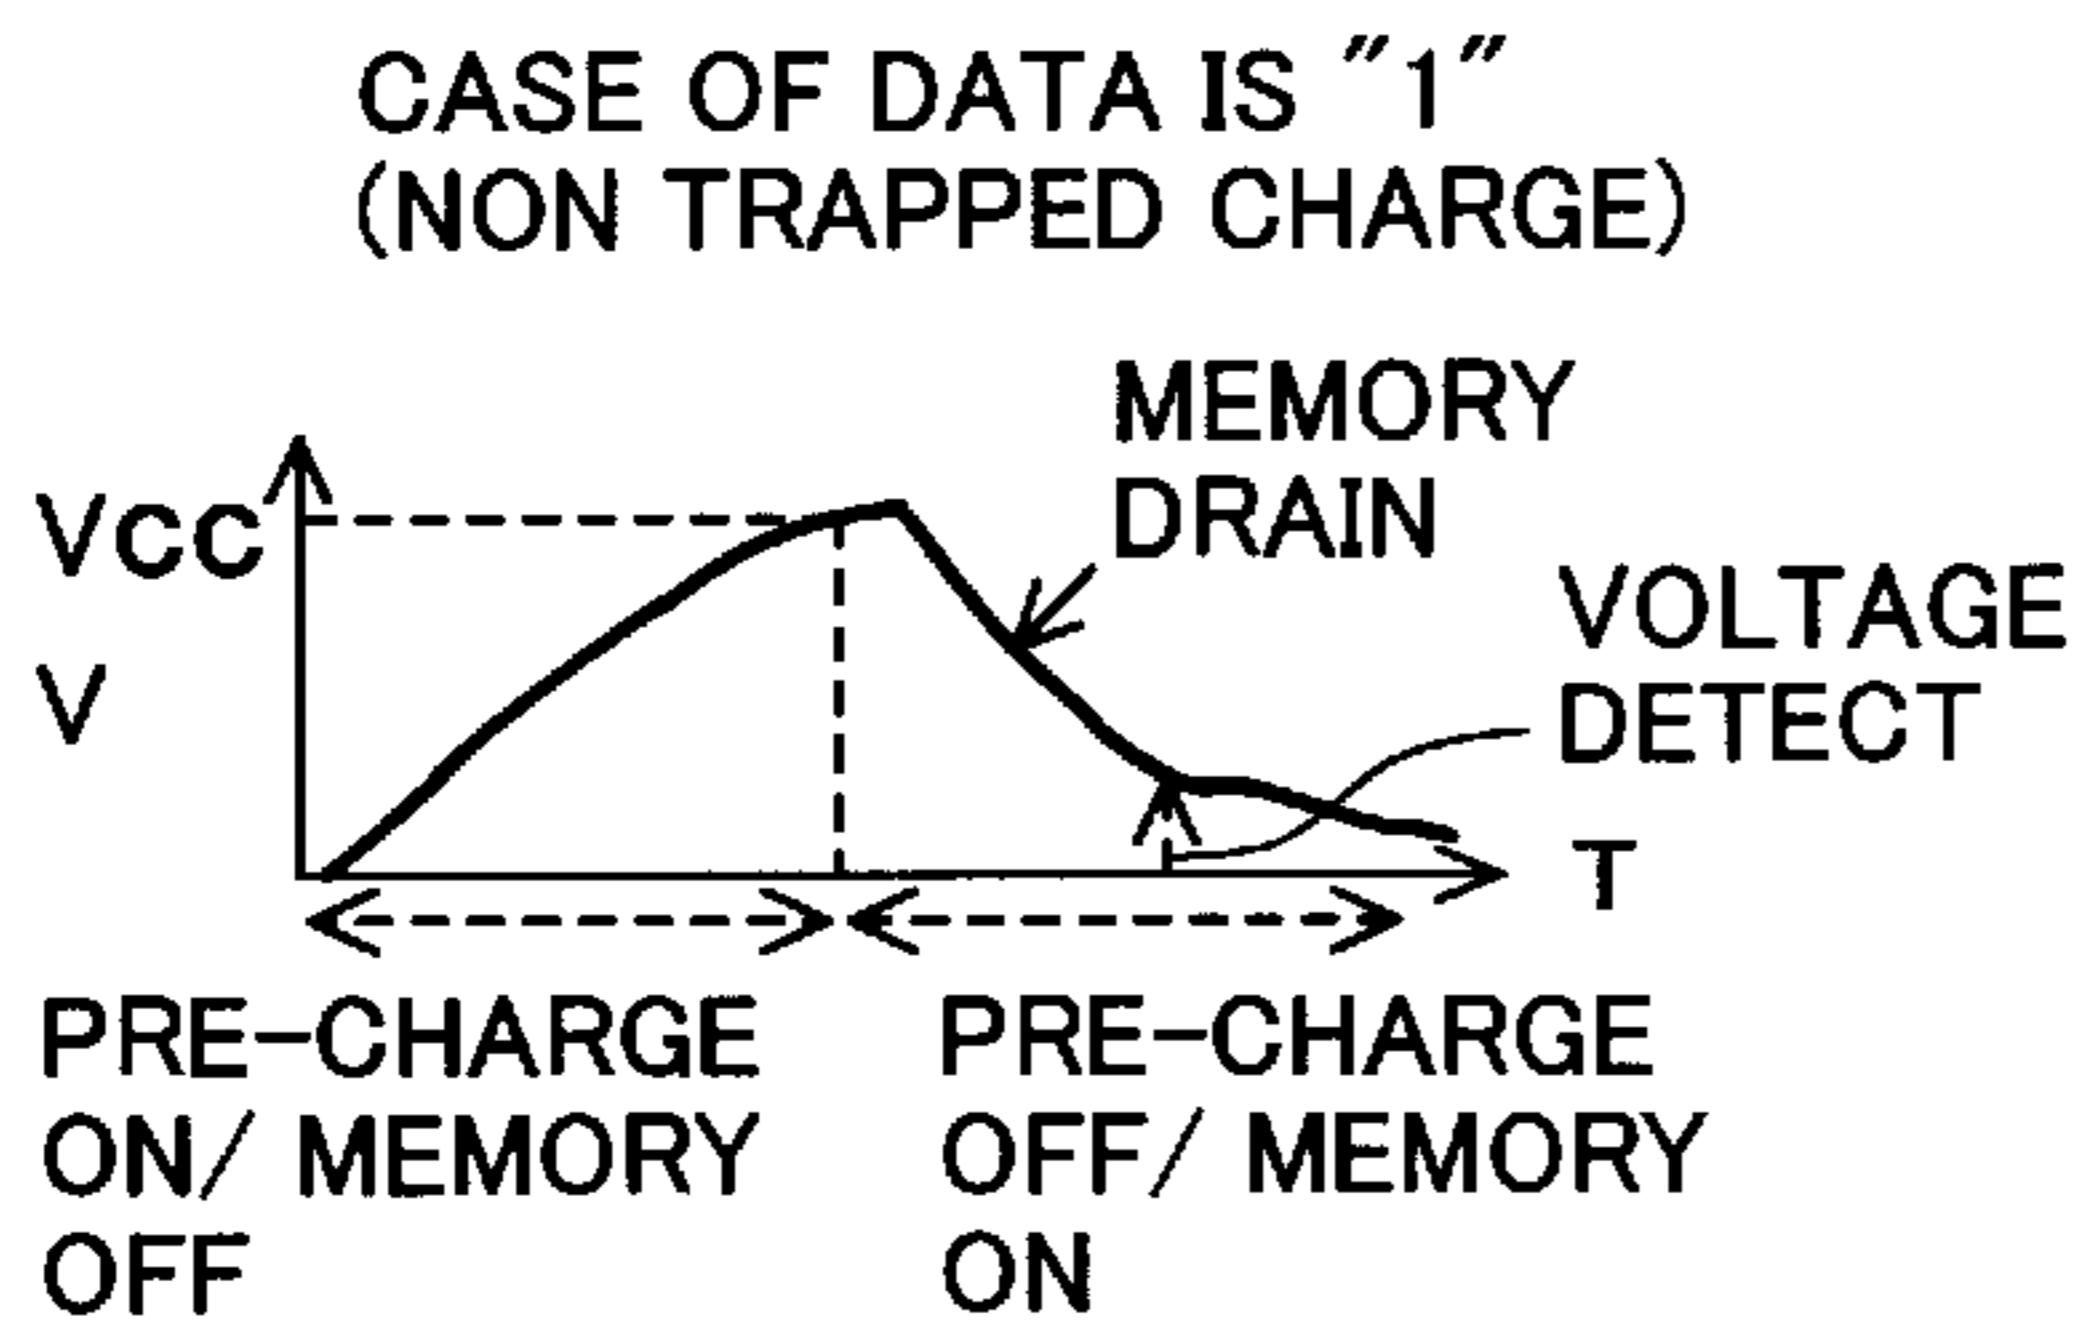 CASE OF DATA IS "1"
(NON TRAPPED CHARGE)
MEMORY
DRAIN
VCC
V
VOLTAGE
DETECT
T
PRE-CHARGE
ON/ MEMORY
OFF
PRE-CHARGE
OFF/ MEMORY
ON